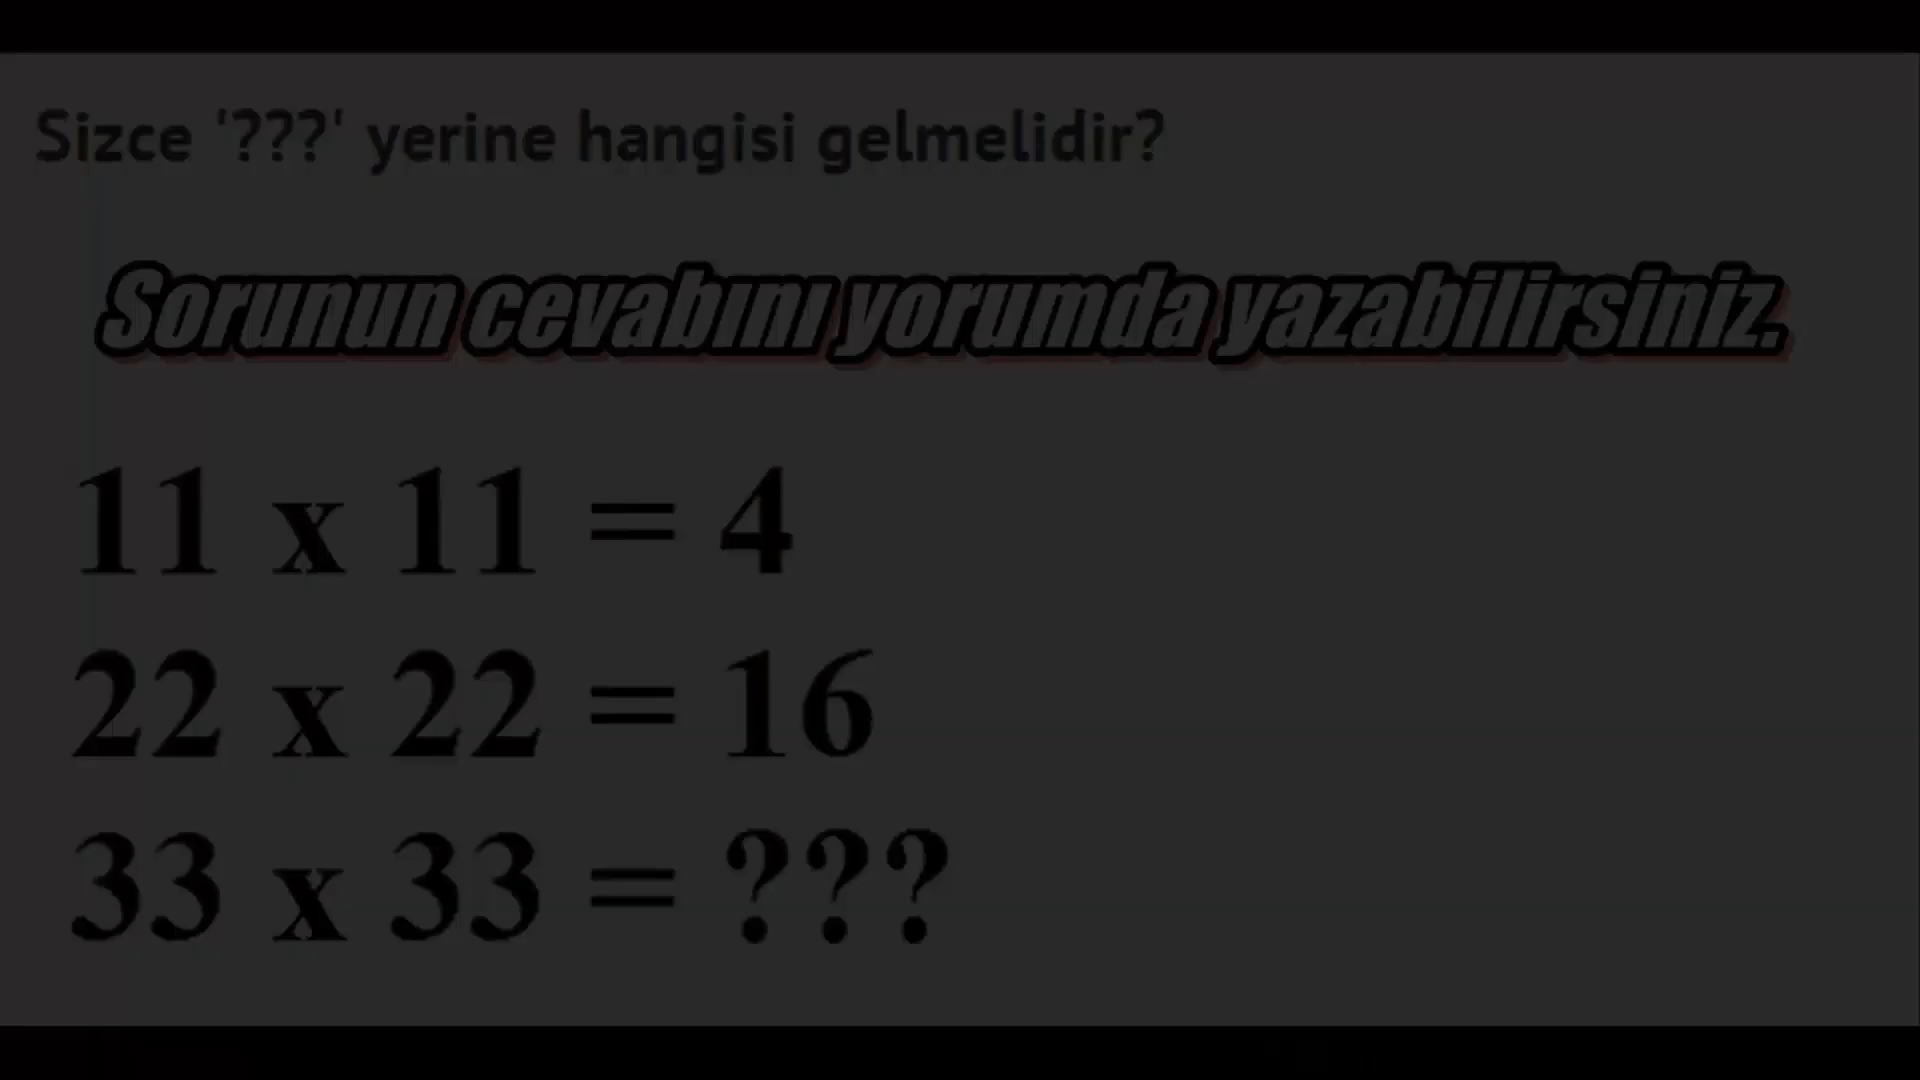 Sizce '???' yerine hangisi gelmelidir?
Sorunun cevabını yorumda yazabilirsiniz.
11 x 11 = 4
22 x 22 = 16
33 x 33 = ???